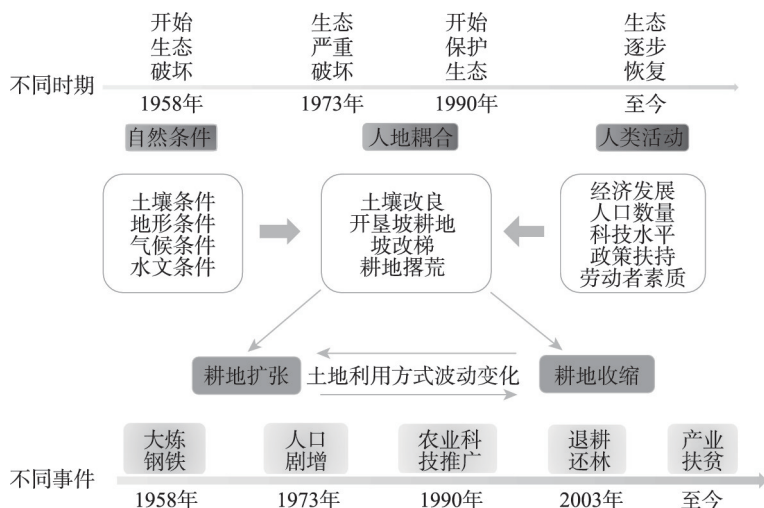 开始 生态 开始 生态
生态 严重 保护 逐步
破坏 破坏 生态 恢复
不同时期
1958年 1973年 1990年 至今
自然条件 人地耦合 人类活动
土壤条件
地形条件
气候条件
水文条件
土壤改良
开垦坡耕地
坡改梯
耕地撂荒
经济发展
人口数量
科技水平
政策扶持
劳动者素质
耕地扩张 土地利用方式波动变化 耕地收缩
大炼 人口 农业科 退耕 产业
钢铁 剧增 技推广 还林 扶贫
不同事件
1958年 1973年 1990年 2003年 至今